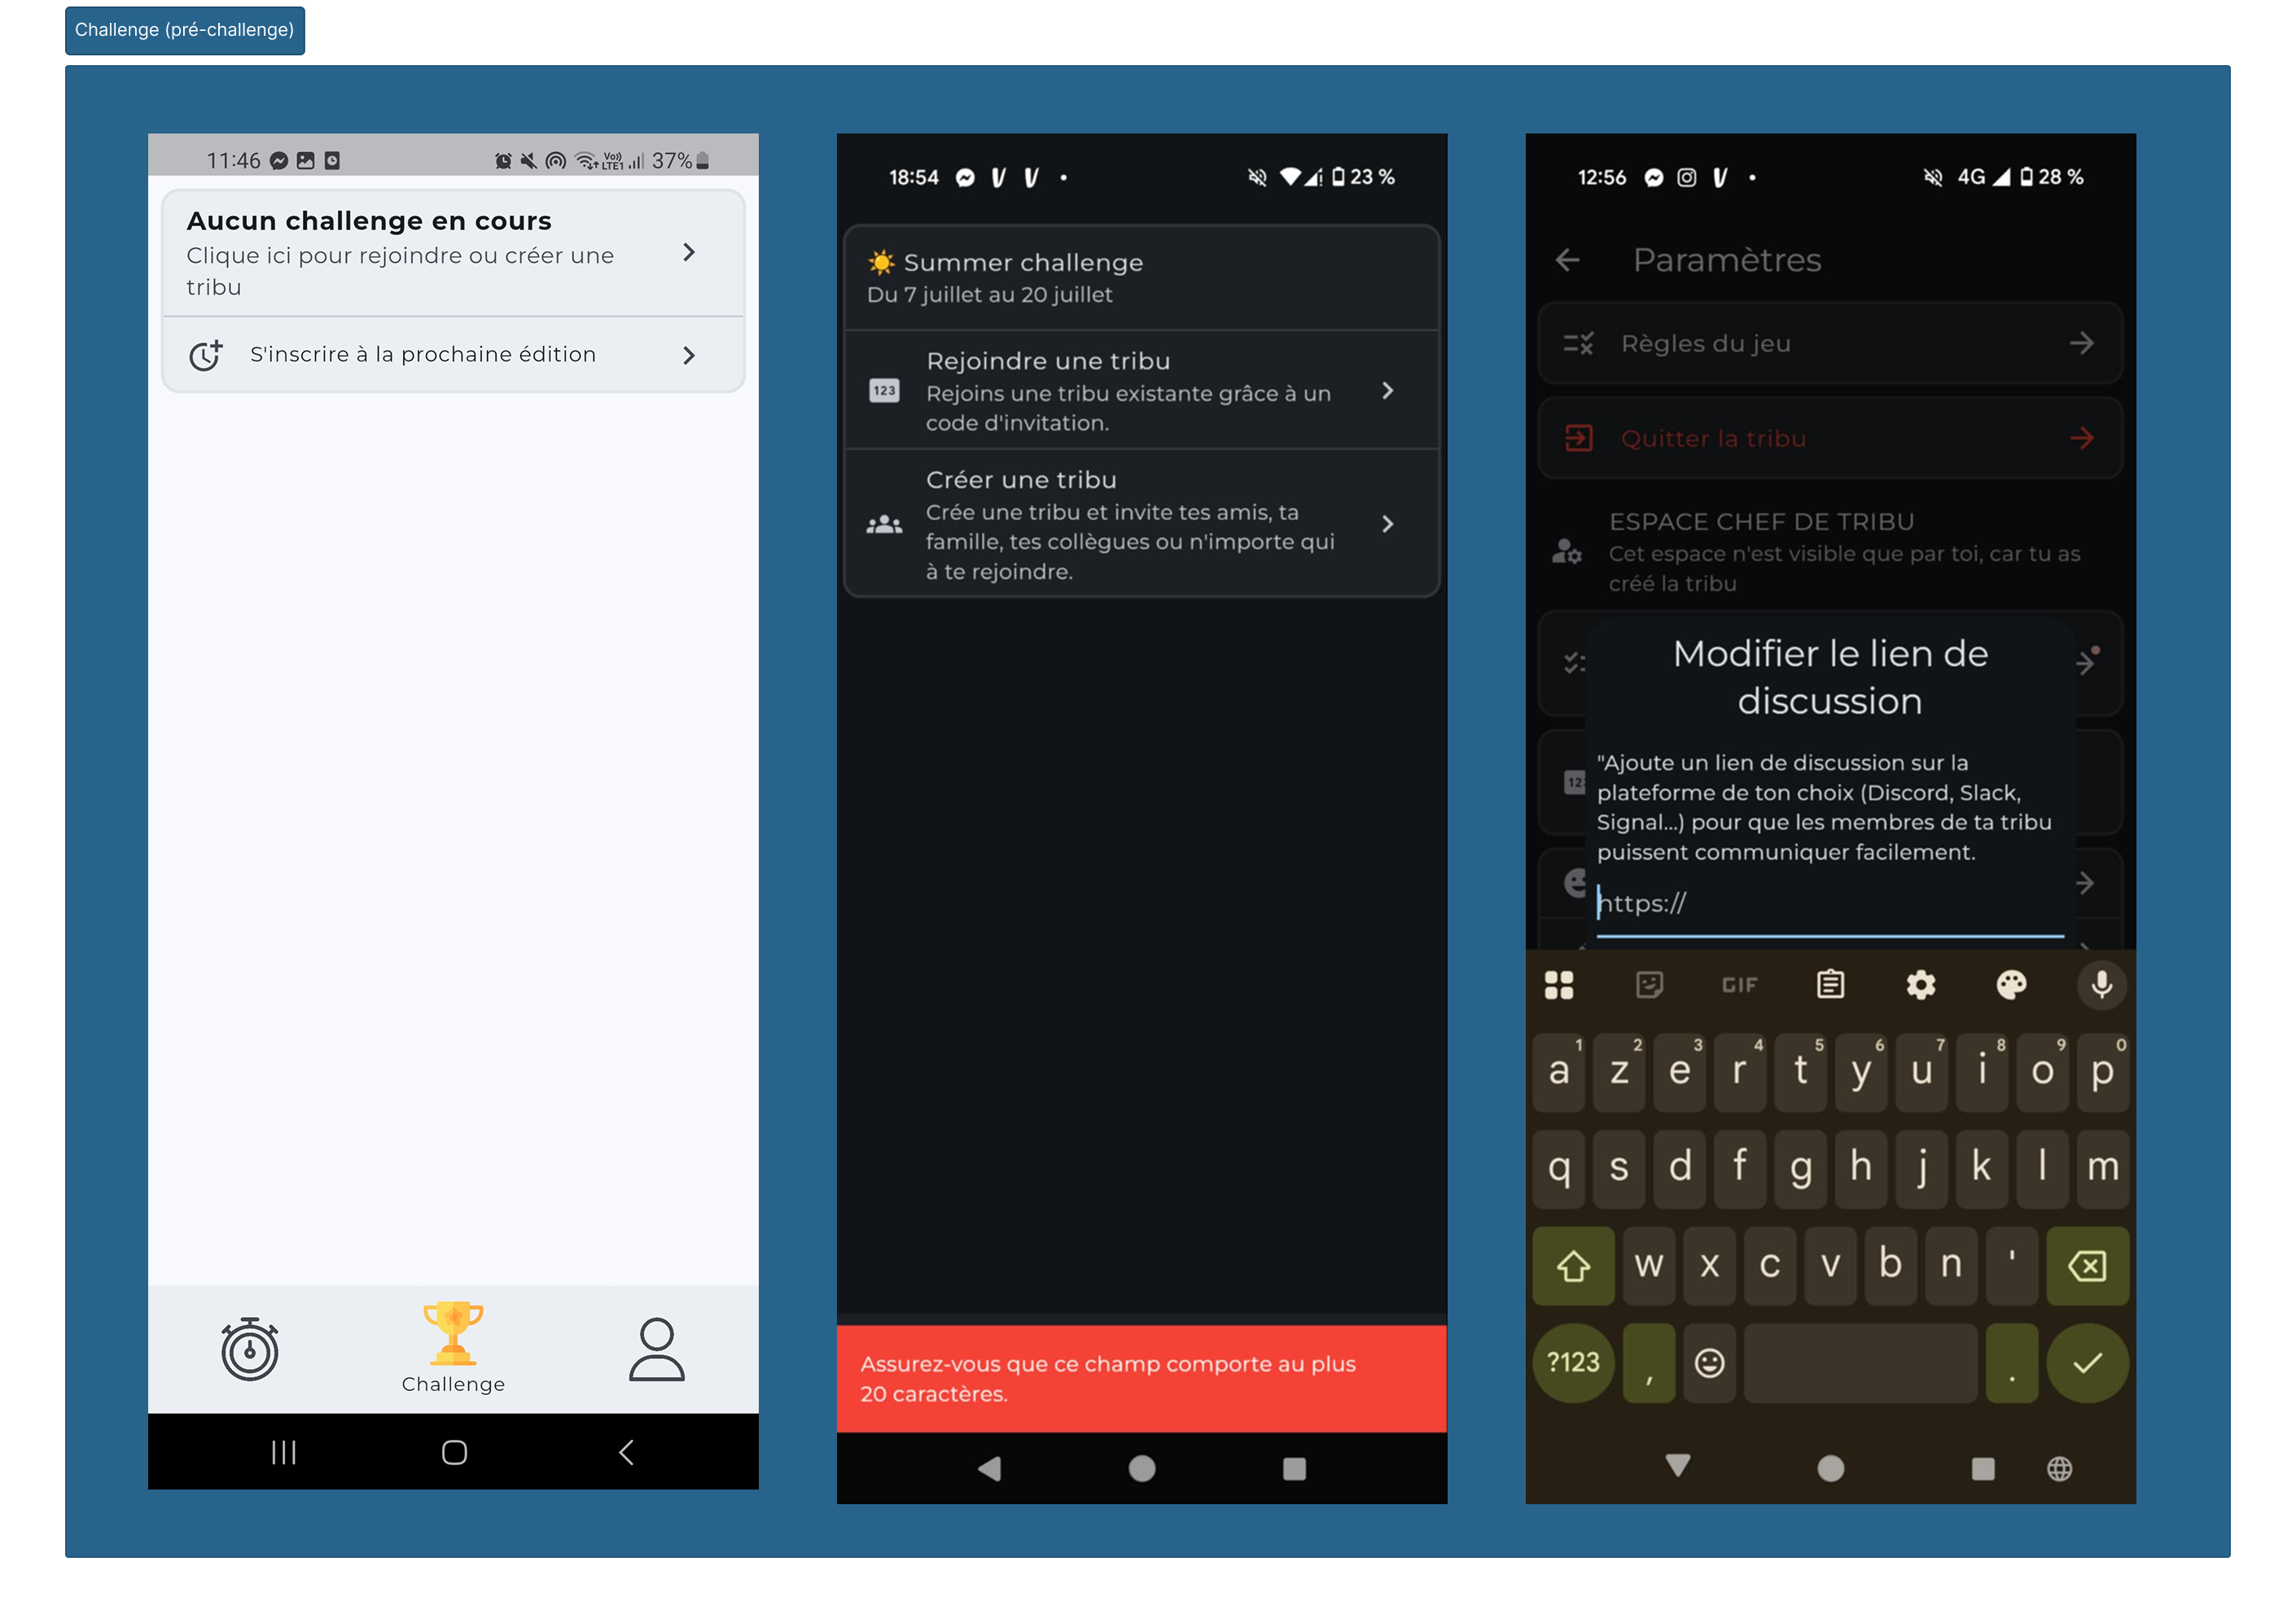 Challenge (pré-challenge)
11:46
Vo))
LTE1
37%
Aucun challenge en cours
Clique ici pour rejoindre ou créer une
tribu
S'inscrire à la prochaine édition
Challenge
18:54
23 %
☀️ Summer challenge
Du 7 juillet au 20 juillet
Rejoindre une tribu
123
Rejoins une tribu existante grâce à un
code d'invitation.
Créer une tribu
Crée une tribu et invite tes amis, ta
famille, tes collègues ou n'importe qui
à te rejoindre.
Assurez-vous que ce champ comporte au plus
20 caractères.
12:56
4G
28 %
Paramètres
Règles du jeu
Quitter la tribu
ESPACE CHEF DE TRIBU
Cet espace n'est visible que par toi, car tu as
créé la tribu
Modifier le lien de
discussion
"Ajoute un lien de discussion sur la
plateforme de ton choix (Discord, Slack,
Signal...) pour que les membres de ta tribu
puissent communiquer facilement.
https://
GIF
a 1 z 2 e 3 r 4 t 5 y 6 u 7 i 8 o 9 p 0
q s d f g h j k l m
w x c v b n '
?123 , .